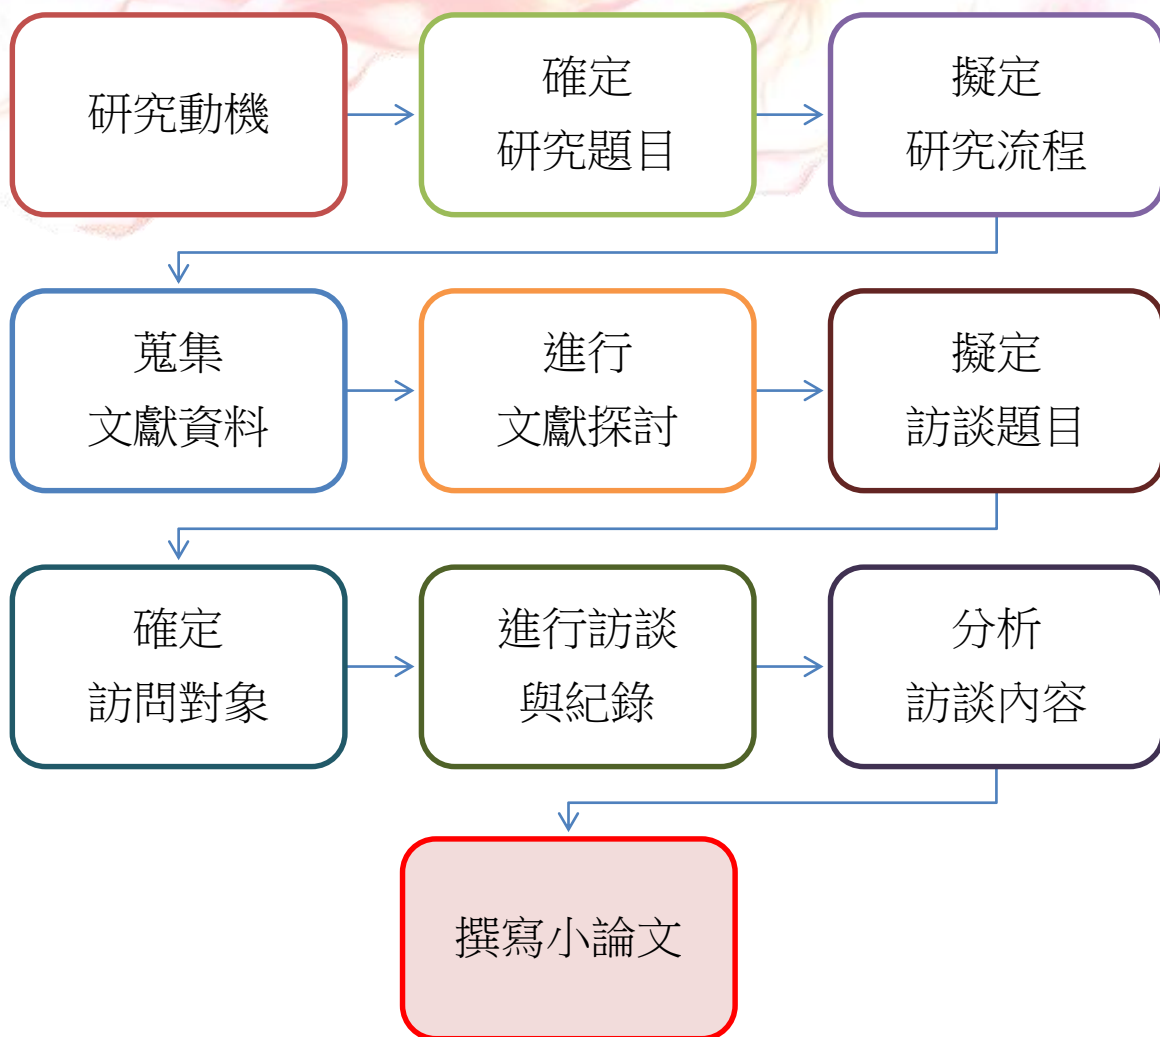 研究動機
確定
研究題目
擬定
研究流程
蒐集
文獻資料
進行
文獻探討
擬定
訪談題目
確定
訪問對象
進行訪談
與紀錄
分析
訪談內容
撰寫小論文